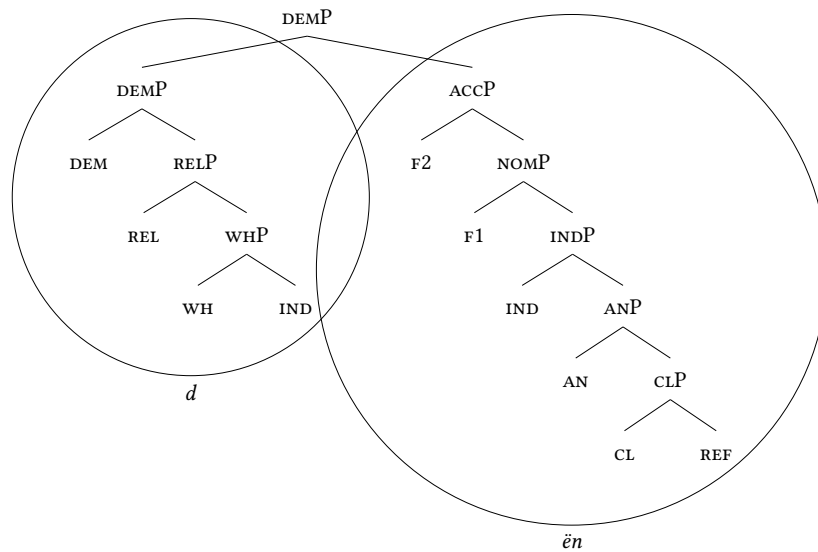 DEMP
DEMP ACCP
DEM RELP F2 NOMP
REL WHP F1 INDP
WH IND IND ANP
d AN CLP
CL REF
ën